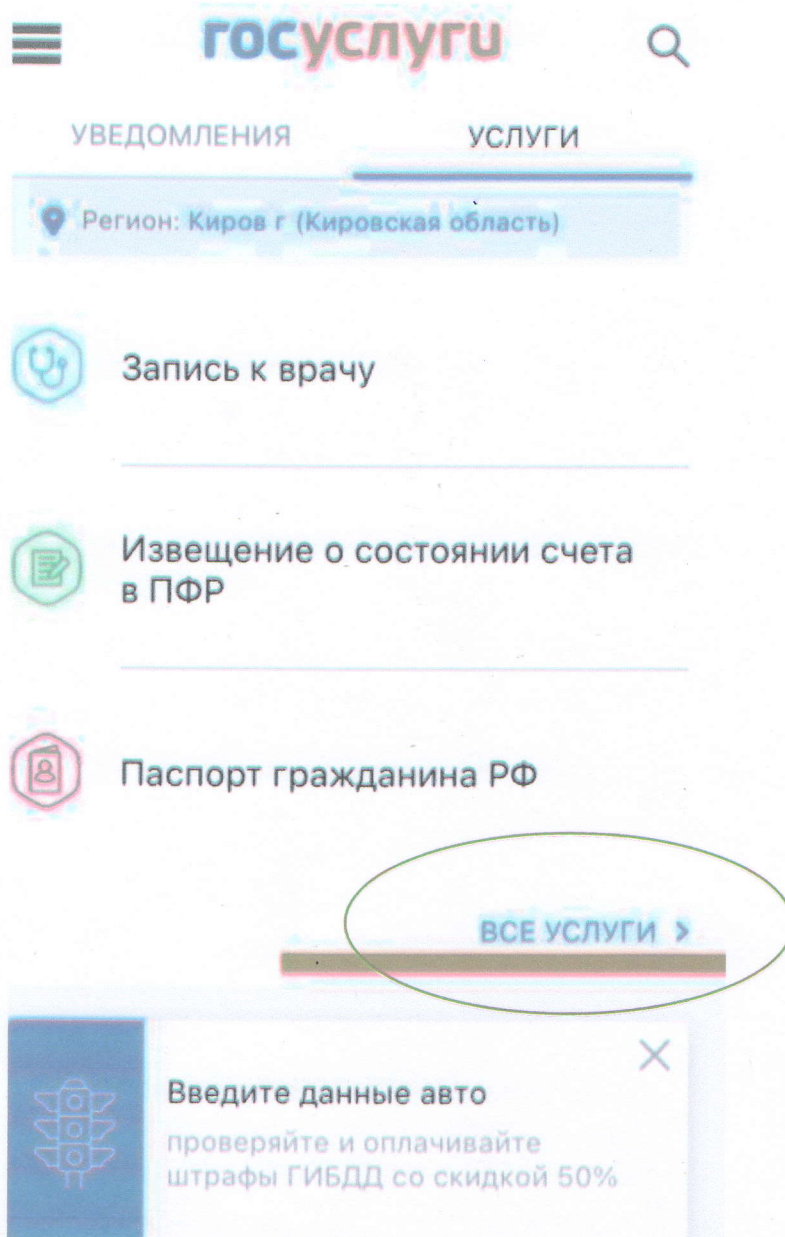 госуслуги
УВЕДОМЛЕНИЯ УСЛУГИ
Регион: Киров г (Кировская область)
Запись к врачу
Извещение о состоянии счета
в ПФР
Паспорт гражданина РФ
ВСЕ УСЛУГИ >
Введите данные авто
проверяйте и оплачивайте
штрафы ГИБДД со скидкой 50%